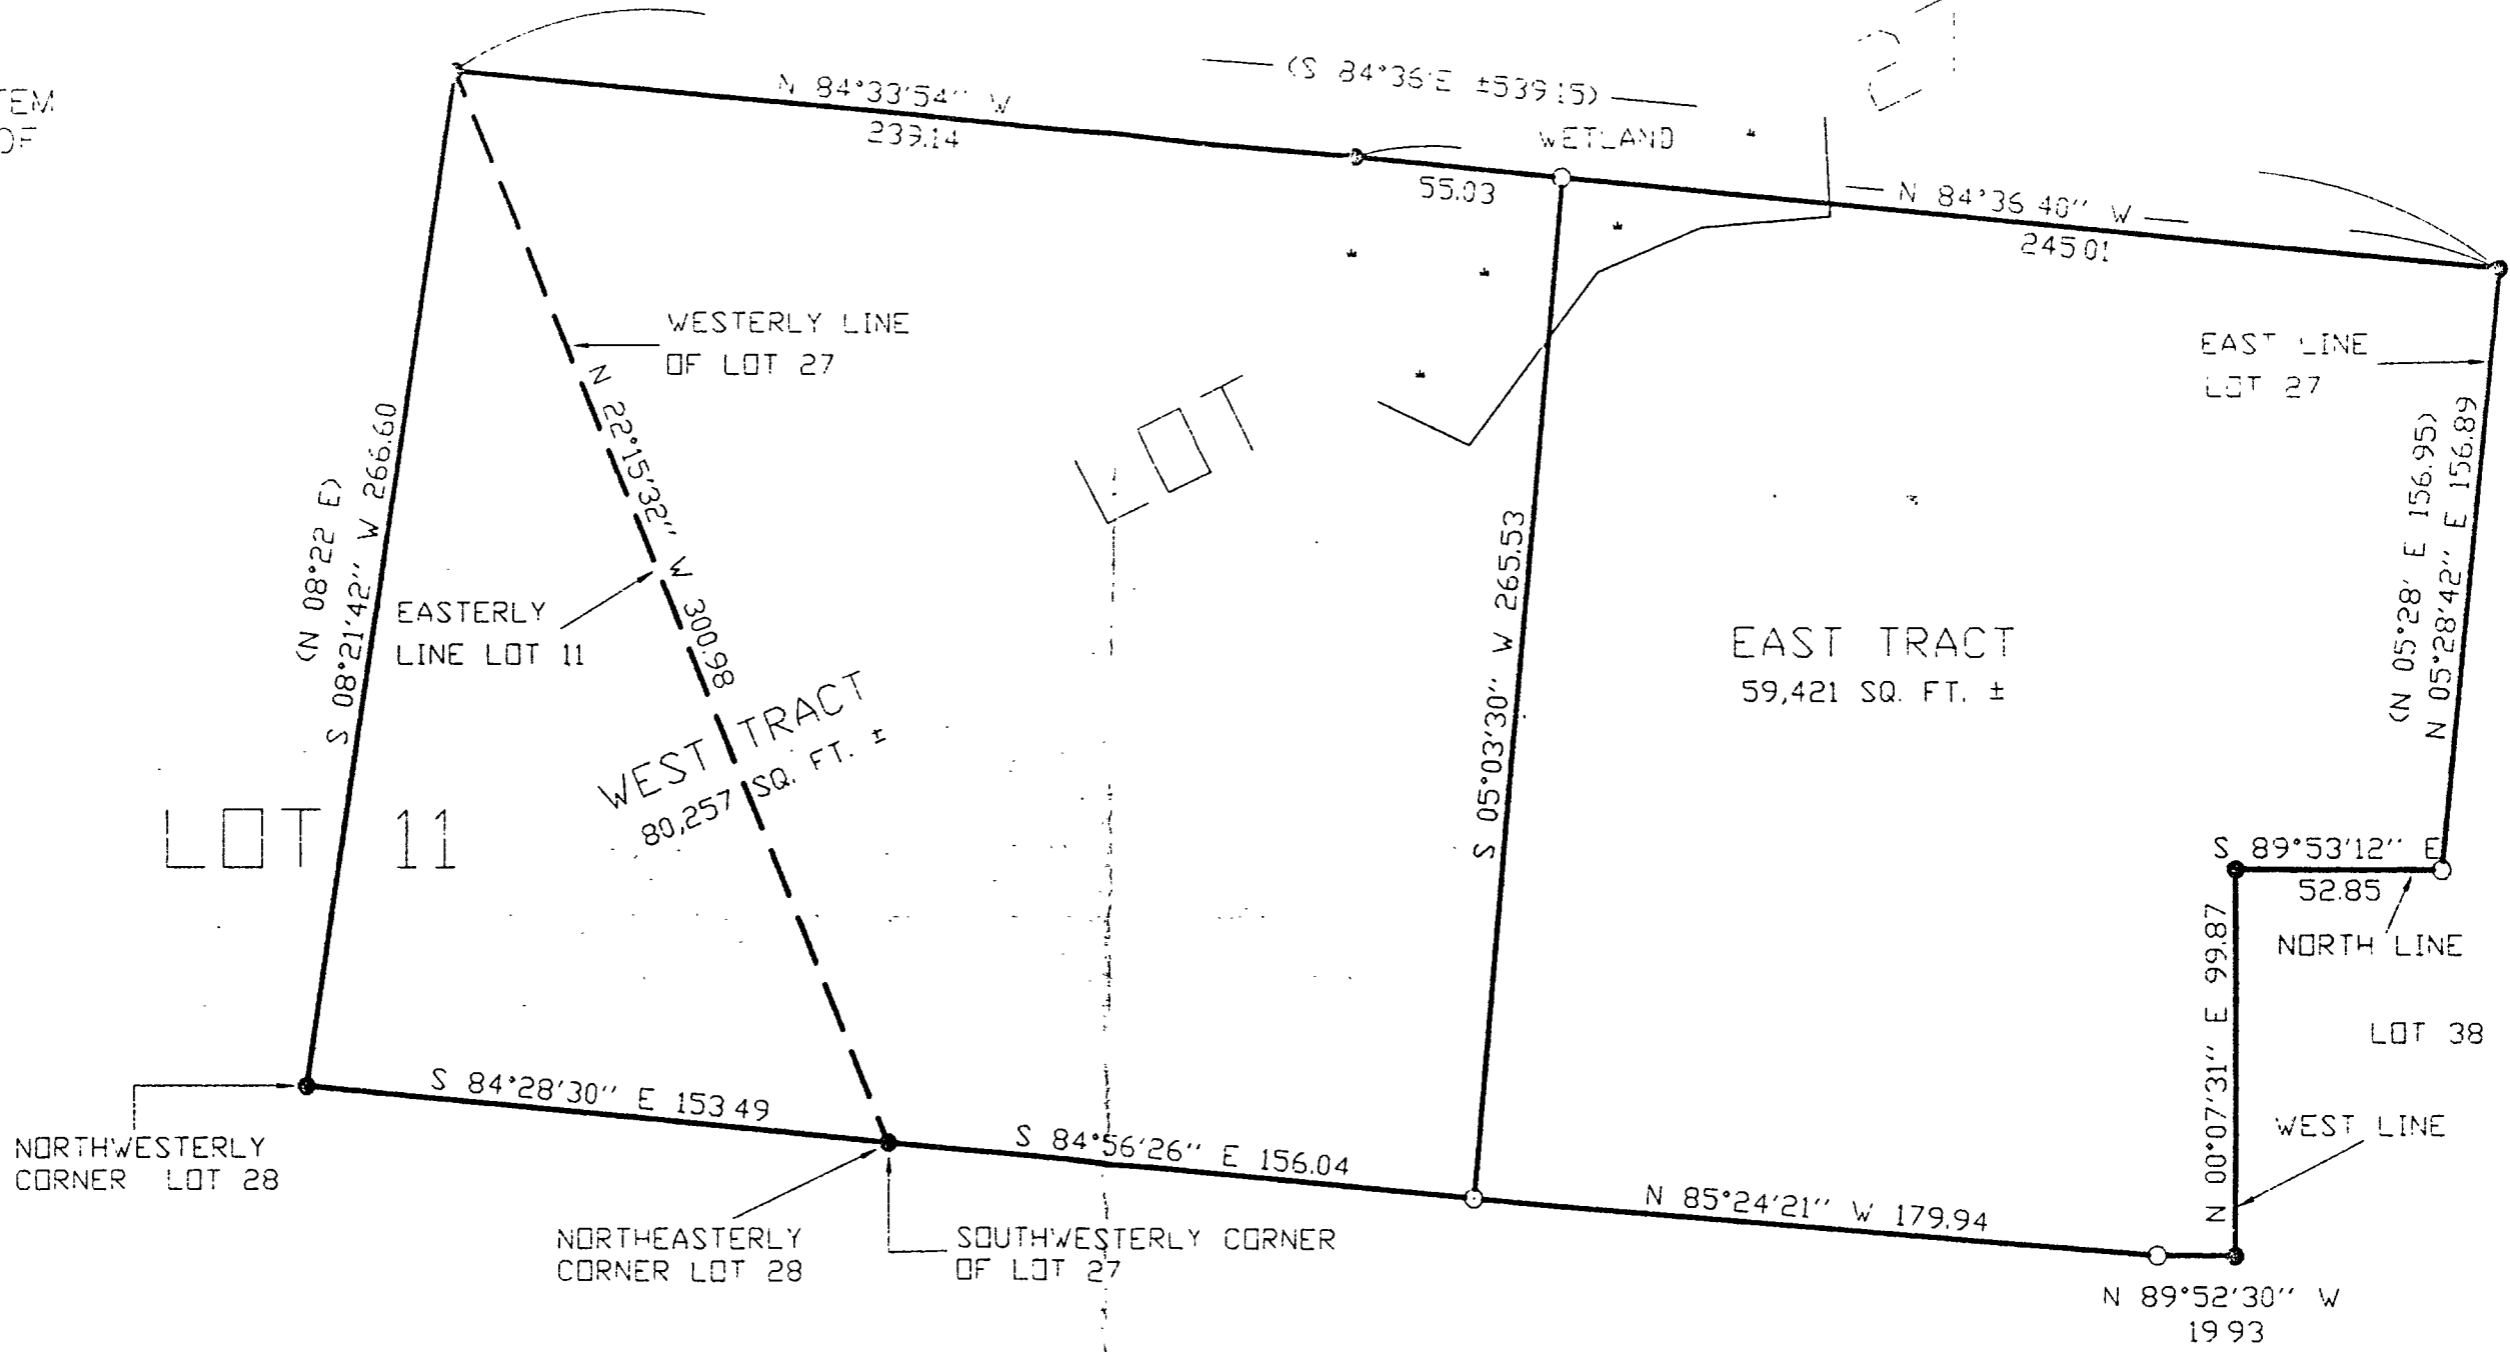 TEM
OF
(S 84°36'E ±539.15)
N 84°33'54'' W
239.14
WETLAND
55.03
N 84°36 40'' W
245 01
WESTERLY LINE
OF LOT 27
EAST LINE
LOT 27
N 22°15'32'' W 300.98
(N 08°22 E)
S 08°21'42'' W 266.60
EASTERLY
LINE LOT 11
LOT
S 05°03'30'' W 265.53
EAST TRACT
59,421 SQ. FT. ±
(N 05°28' E 156.95)
N 05°28'42'' E 156.89
WEST TRACT
80,257 SQ. FT. ±
LOT 11
S 89°53'12'' E
52.85
NORTH LINE
N 00°07'31'' E 99.87
LOT 38
WEST LINE
S 84°28'30'' E 153 49
S 84°56'26'' E 156.04
N 85°24'21'' W 179.94
NORTHWESTERLY
CORNER LOT 28
NORTHEASTERLY
CORNER LOT 28
SOUTHWESTERLY CORNER
OF LOT 27
N 89°52'30'' W
19 93